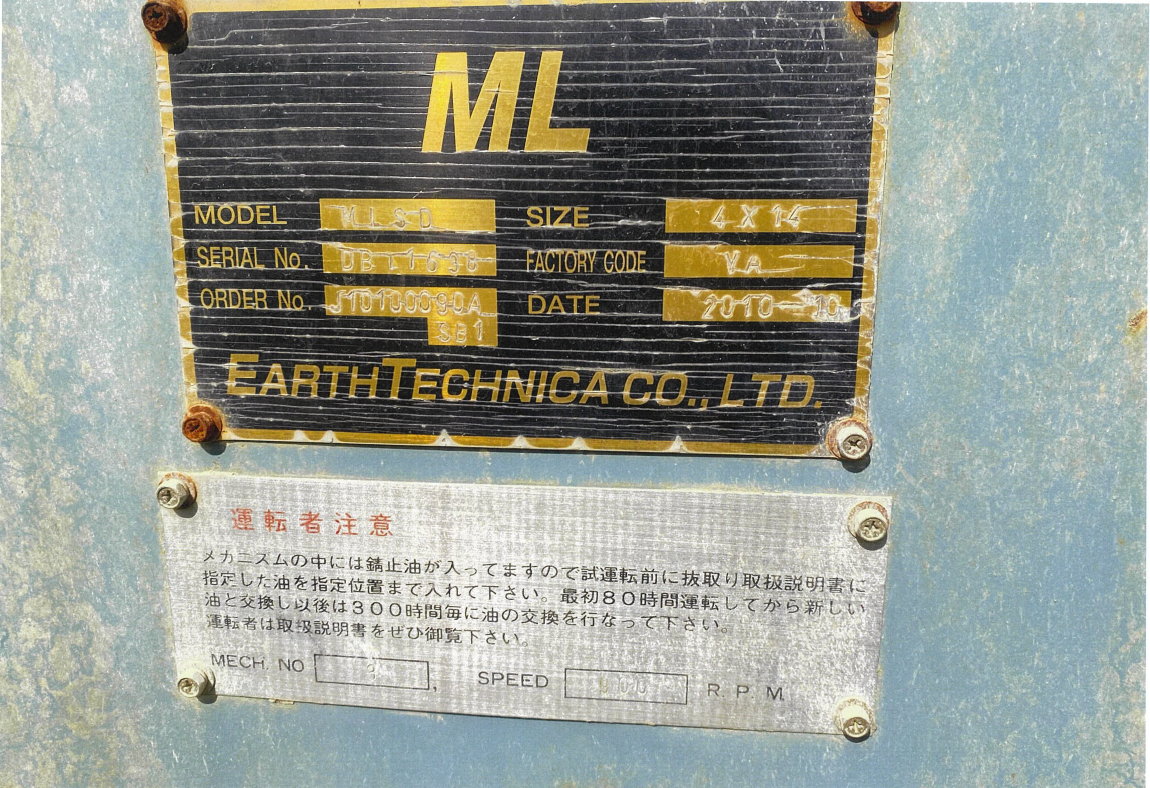 ML
MODEL MLSD SIZE 4X14
SERIAL No. FACTORY CODE VA
ORDER No. J10100090A DATE 2010-10
SB1
EARTHTECHNICA CO., LTD.
運転者注意
メカニズムの中には錆止油が入ってますので試運転前に抜取り取扱説明書に
指定した油を指定位置まで入れて下さい。最初80時間運転してから新しい
油と交換し以後は300時間毎に油の交換を行なって下さい。
運転者は取扱説明書をぜひ御覧下さい。
MECH. NO , SPEED R. P. M